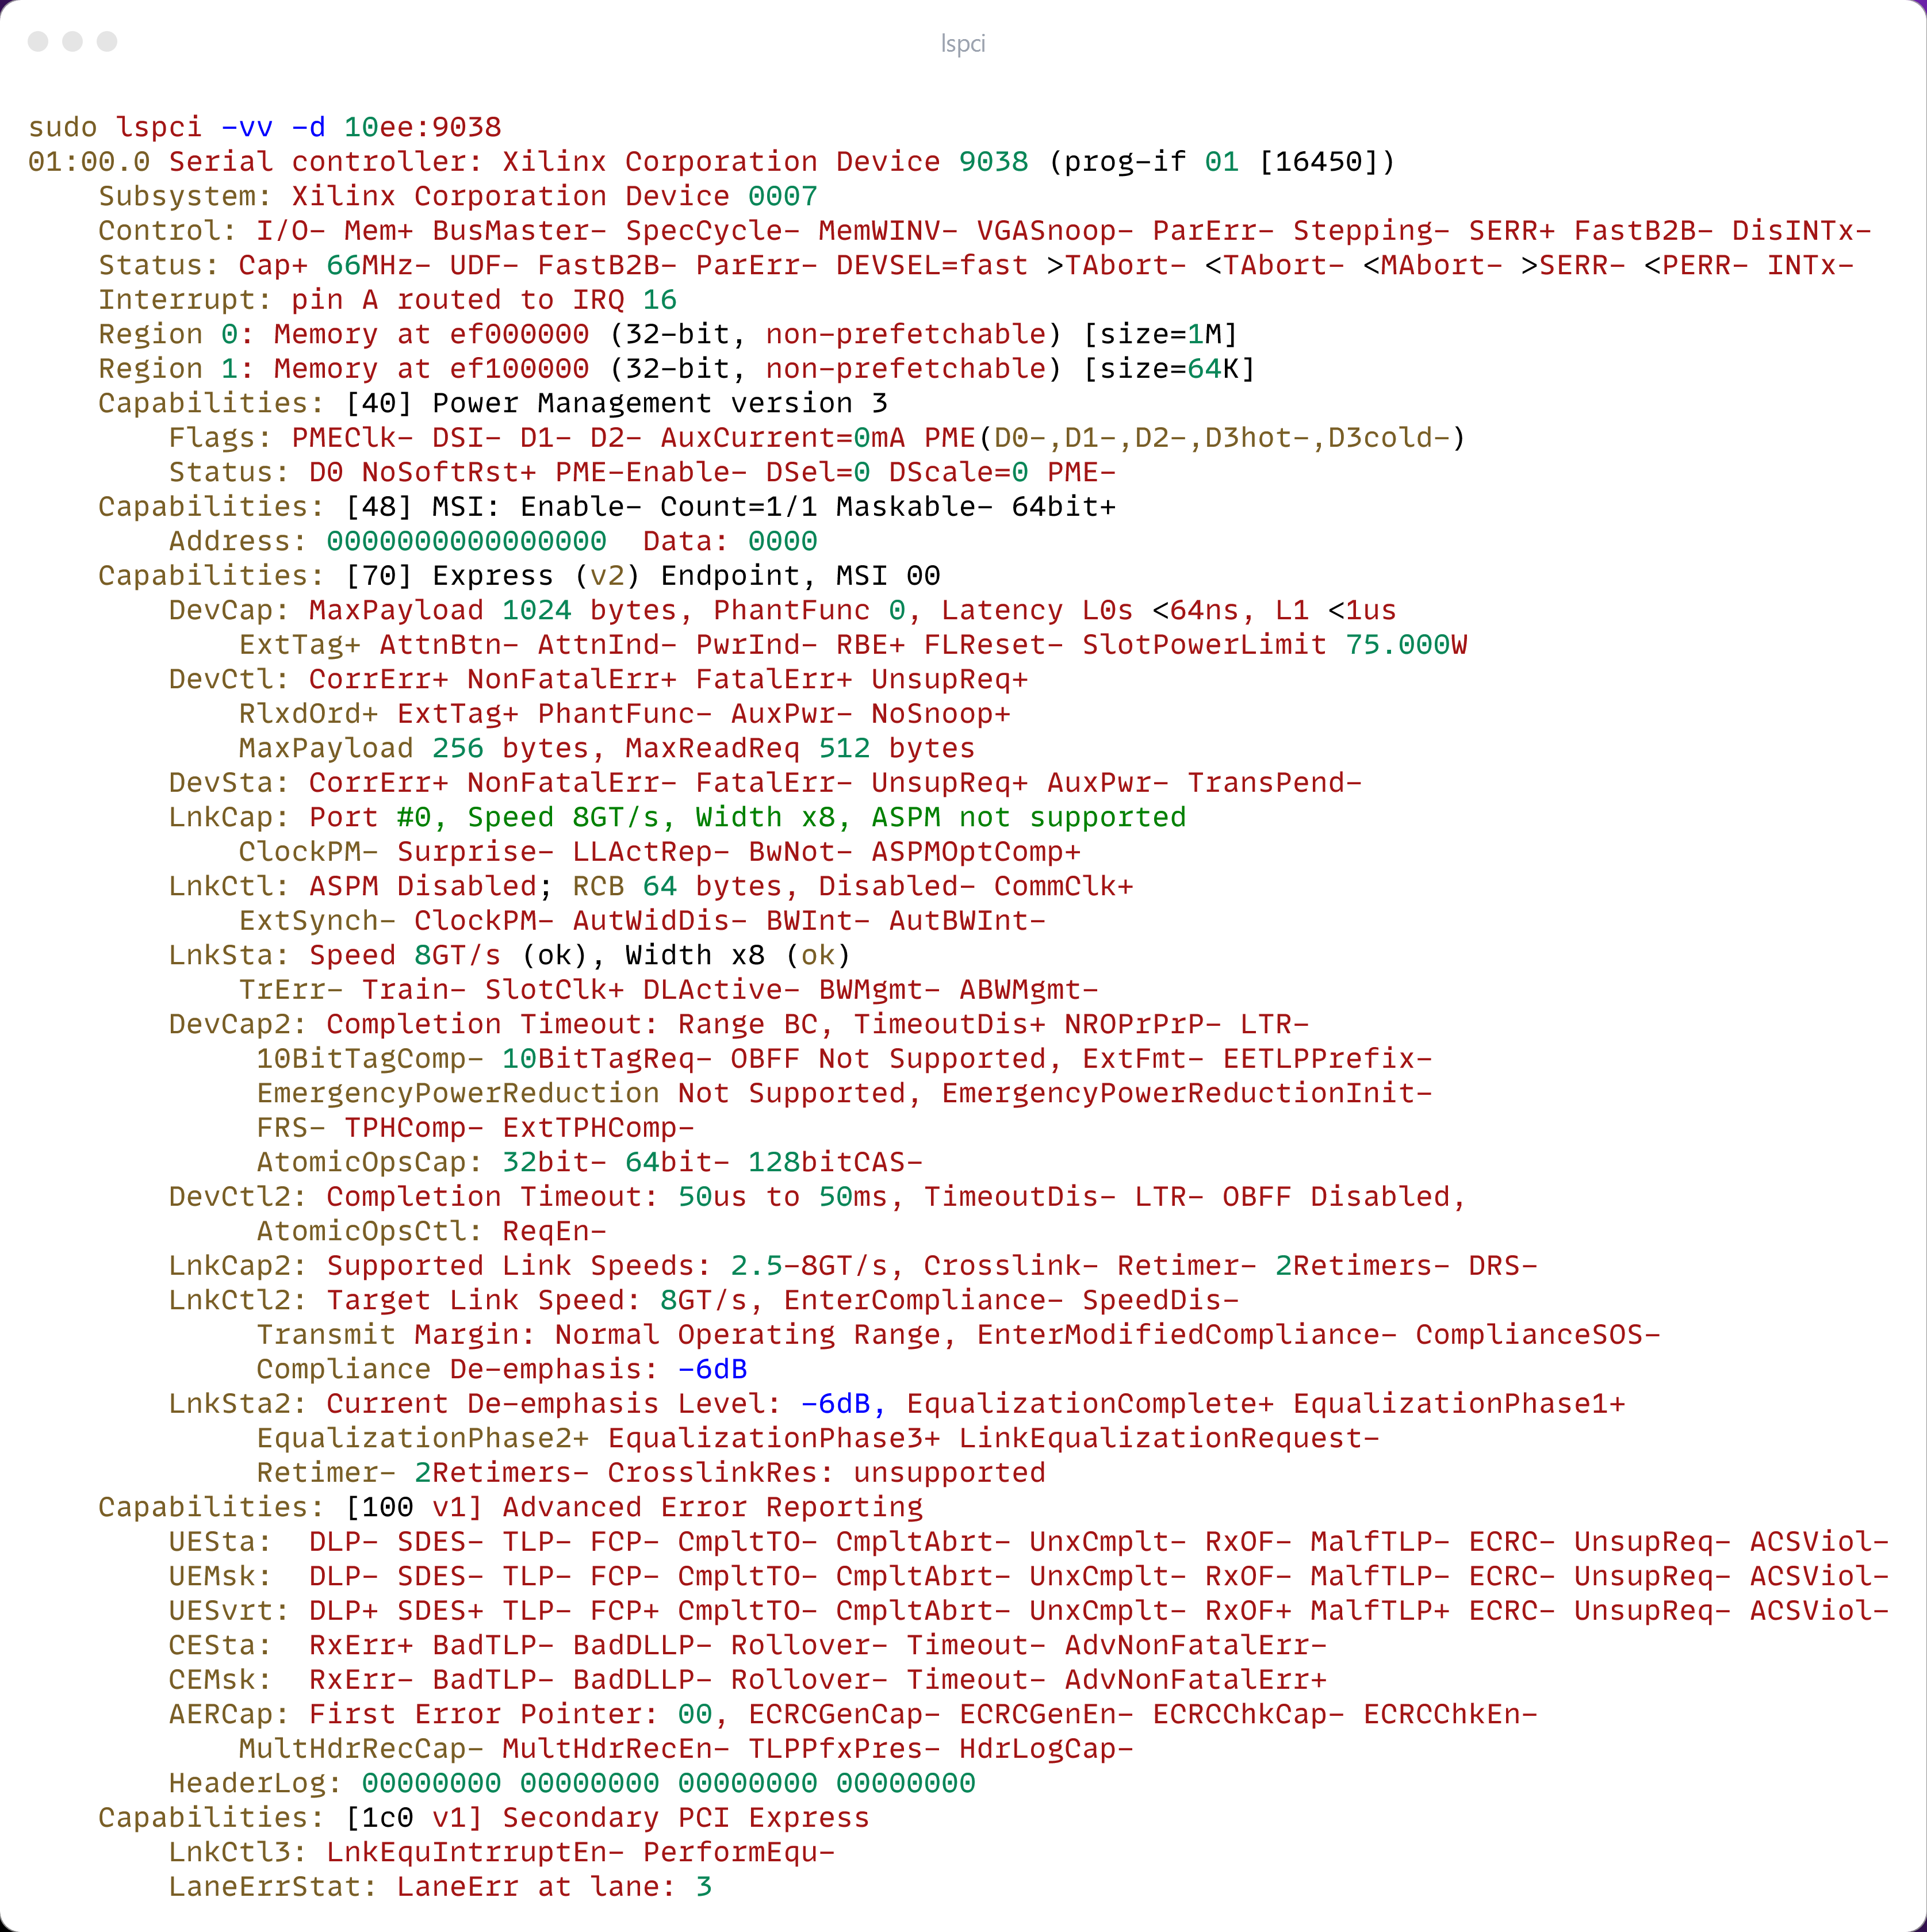 lspci
sudo lspci -vv -d 10ee:9038
01:00.0 Serial controller: Xilinx Corporation Device 9038 (prog-if 01 [16450])
Subsystem: Xilinx Corporation Device 0007
Control: I/O- Mem+ BusMaster- SpecCycle- MemWINV- VGASnoop- ParErr- Stepping- SERR+ FastB2B- DisINTx-
Status: Cap+ 66MHz- UDF- FastB2B- ParErr- DEVSEL=fast >TAbort- <TAbort- <MAbort- >SERR- <PERR- INTx-
Interrupt: pin A routed to IRQ 16
Region 0: Memory at ef000000 (32-bit, non-prefetchable) [size=1M]
Region 1: Memory at ef100000 (32-bit, non-prefetchable) [size=64K]
Capabilities: [40] Power Management version 3
Flags: PMEClk- DSI- D1- D2- AuxCurrent=0mA PME(D0-,D1-,D2-,D3hot-,D3cold-)
Status: D0 NoSoftRst+ PME-Enable- DSel=0 DScale=0 PME-
Capabilities: [48] MSI: Enable- Count=1/1 Maskable- 64bit+
Address: 0000000000000000  Data: 0000
Capabilities: [70] Express (v2) Endpoint, MSI 00
DevCap: MaxPayload 1024 bytes, PhantFunc 0, Latency L0s <64ns, L1 <1us
ExtTag+ AttnBtn- AttnInd- PwrInd- RBE+ FLReset- SlotPowerLimit 75.000W
DevCtl: CorrErr+ NonFatalErr+ FatalErr+ UnsupReq+
RlxdOrd+ ExtTag+ PhantFunc- AuxPwr- NoSnoop+
MaxPayload 256 bytes, MaxReadReq 512 bytes
DevSta: CorrErr+ NonFatalErr- FatalErr- UnsupReq+ AuxPwr- TransPend-
LnkCap: Port #0, Speed 8GT/s, Width x8, ASPM not supported
ClockPM- Surprise- LLActRep- BwNot- ASPMOptComp+
LnkCtl: ASPM Disabled; RCB 64 bytes, Disabled- CommClk+
ExtSynch- ClockPM- AutWidDis- BWInt- AutBWInt-
LnkSta: Speed 8GT/s (ok), Width x8 (ok)
TrErr- Train- SlotClk+ DLActive- BWMgmt- ABWMgmt-
DevCap2: Completion Timeout: Range BC, TimeoutDis+ NROPrPrP- LTR-
10BitTagComp- 10BitTagReq- OBFF Not Supported, ExtFmt- EETLPPrefix-
EmergencyPowerReduction Not Supported, EmergencyPowerReductionInit-
FRS- TPHComp- ExtTPHComp-
AtomicOpsCap: 32bit- 64bit- 128bitCAS-
DevCtl2: Completion Timeout: 50us to 50ms, TimeoutDis- LTR- OBFF Disabled,
AtomicOpsCtl: ReqEn-
LnkCap2: Supported Link Speeds: 2.5-8GT/s, Crosslink- Retimer- 2Retimers- DRS-
LnkCtl2: Target Link Speed: 8GT/s, EnterCompliance- SpeedDis-
Transmit Margin: Normal Operating Range, EnterModifiedCompliance- ComplianceSOS-
Compliance De-emphasis: -6dB
LnkSta2: Current De-emphasis Level: -6dB, EqualizationComplete+ EqualizationPhase1+
EqualizationPhase2+ EqualizationPhase3+ LinkEqualizationRequest-
Retimer- 2Retimers- CrosslinkRes: unsupported
Capabilities: [100 v1] Advanced Error Reporting
UESta:  DLP- SDES- TLP- FCP- CmpltTO- CmpltAbrt- UnxCmplt- RxOF- MalfTLP- ECRC- UnsupReq- ACSViol-
UEMsk:  DLP- SDES- TLP- FCP- CmpltTO- CmpltAbrt- UnxCmplt- RxOF- MalfTLP- ECRC- UnsupReq- ACSViol-
UESvrt: DLP+ SDES+ TLP- FCP+ CmpltTO- CmpltAbrt- UnxCmplt- RxOF+ MalfTLP+ ECRC- UnsupReq- ACSViol-
CESta:  RxErr+ BadTLP- BadDLLP- Rollover- Timeout- AdvNonFatalErr-
CEMsk:  RxErr- BadTLP- BadDLLP- Rollover- Timeout- AdvNonFatalErr+
AERCap: First Error Pointer: 00, ECRCGenCap- ECRCGenEn- ECRCChkCap- ECRCChkEn-
MultHdrRecCap- MultHdrRecEn- TLPPfxPres- HdrLogCap-
HeaderLog: 00000000 00000000 00000000 00000000
Capabilities: [1c0 v1] Secondary PCI Express
LnkCtl3: LnkEquIntrruptEn- PerformEqu-
LaneErrStat: LaneErr at lane: 3